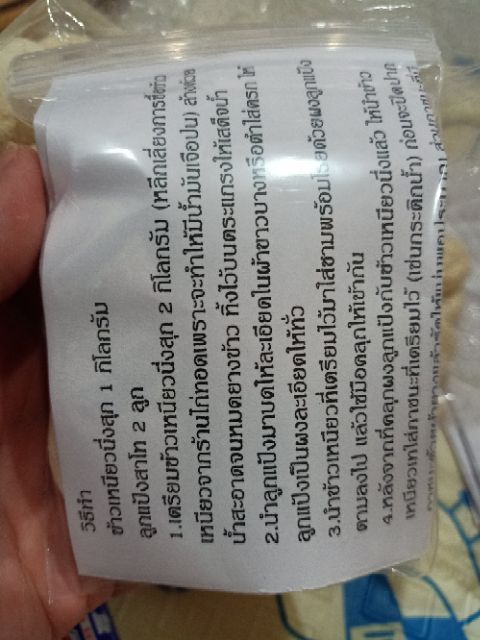 วิธีทำ
ข้าวเหนียวนึ่งสุก 1 กิโลกรัม
ลูกแป้งสาโท 2 ลูก
1.เตรียมข้าวเหนียวนึ่งสุก 2 กิโลกรัม (หลีกเลี่ยงการซื้อข้าว
เหนียวจากร้านไก่ทอดเพราะจะทำให้มีน้ำมันเจือปน) ล้างด้วย
น้ำสะอาดจนหมดยางข้าว ทิ้งไว้บนตระแกรงให้เสด็จน้ำ
2.นำลูกแป้งมาบดให้ละเอียดในผ้าขาวบางหรือตำใส่ครก ให้
ลูกแป้งเป็นผงละเอียดให้ทั่ว
3.นำข้าวเหนียวที่เตรียมไว้มาใส่ชามพร้อมโรยด้วยผงลูกแป้ง
ตามลงไป แล้วใช้มือคลุกให้เข้ากัน
4.หลังจากที่คลุกผงลูกแป้งกับข้าวเหนียวนึ่งแล้ว ให้นำข้าว
เหนียวเทใส่ภาชนะที่เตรียมไว้ (เช่นกระติกน้ำ) ก่อนจะปิดปาก